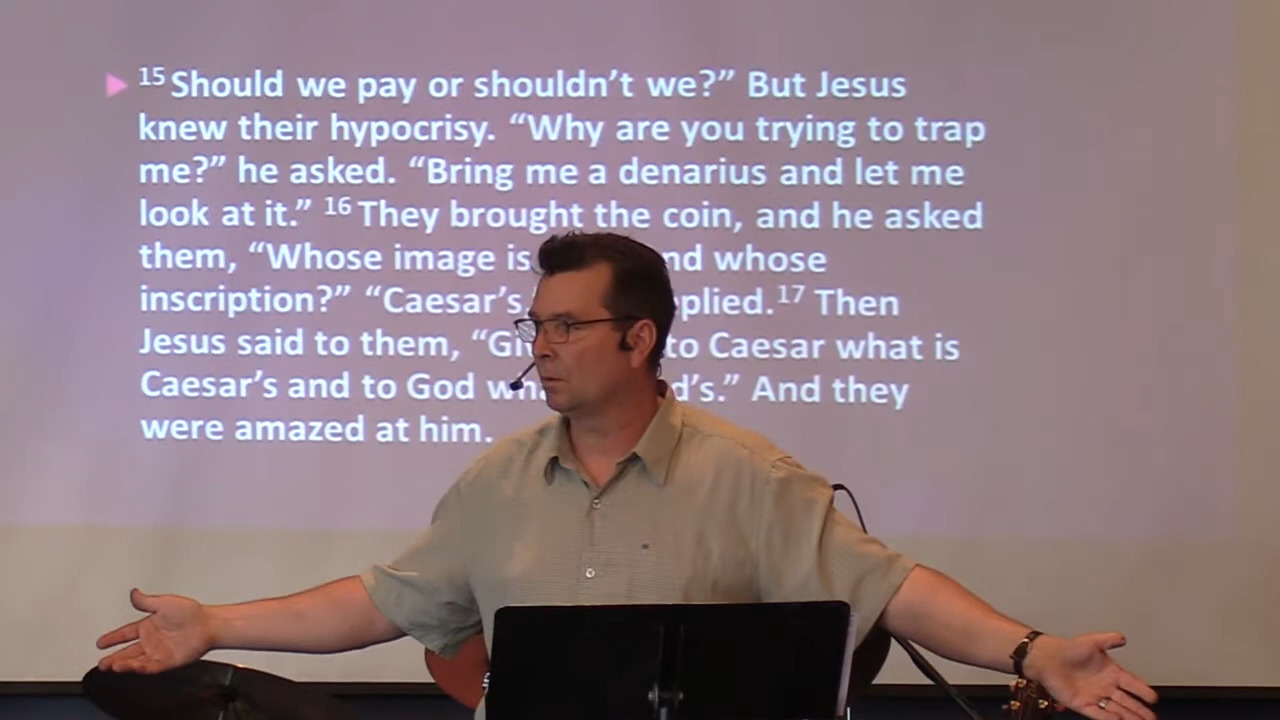 15 Should we pay or shouldn't we?" But Jesus
knew their hypocrisy. "Why are you trying to trap
me?" he asked. "Bring me a denarius and let me
look at it." 16 They brought the coin, and he asked
them, "Whose image is whose
inscription?" "Caesar's. 17 Then
Jesus said to them, to Caesar what is
Caesar's and to God And they
were amazed at him.